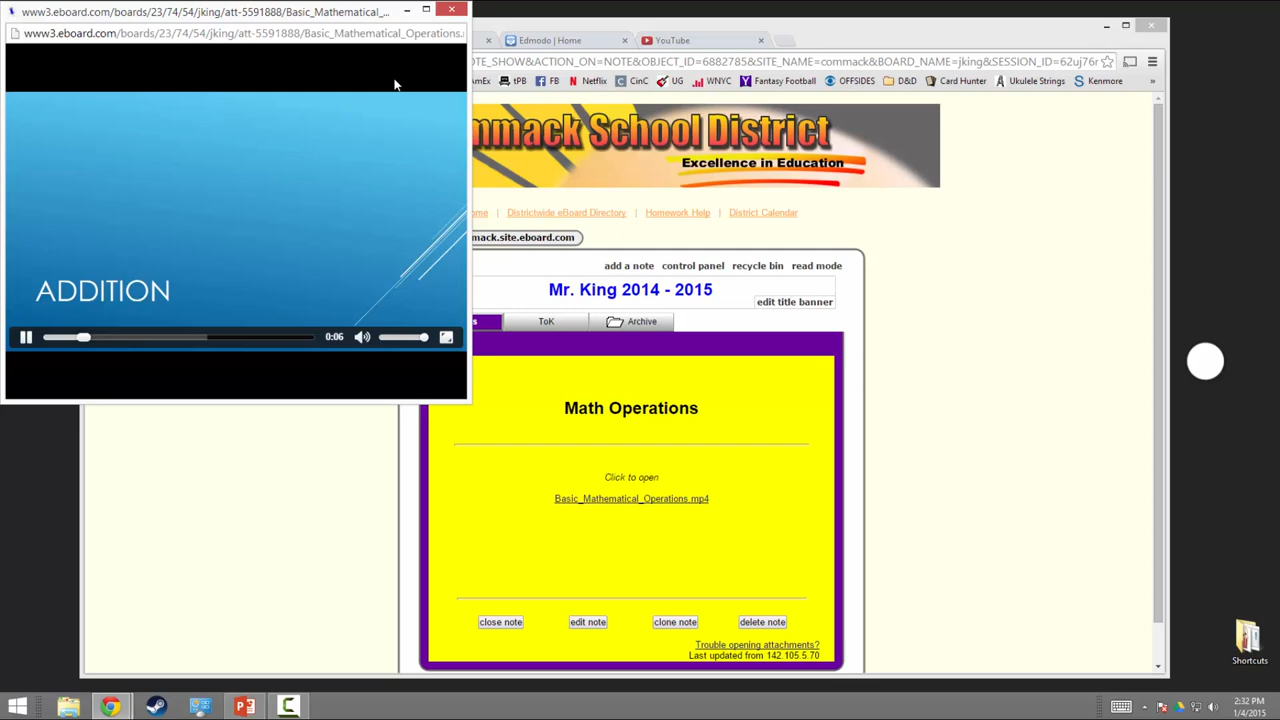 www3.eboard.com/boards/23/74/54/jking/att-5591888/Basic_Mathematical_...
www3.eboard.com/boards/23/74/54/jking/att-5591888/Basic_Mathematical_Operations.
Edmodo | Home
YouTube
OTE_SHOW&ACTION_ON=NOTE&OBJECT_ID=6882785&SITE_NAME=commack&BOARD_NAME=jking&SESSION_ID=62uj76r
AmEx
tPB
FB
Netflix
CinC
UG
WNYC
Fantasy Football
OFFSIDES
D&D
Card Hunter
Ukulele Strings
Kenmore
»
mmack School District
Excellence in Education
ome | Districtwide eBoard Directory | Homework Help | District Calendar
mack.site.eboard.com
add a note control panel recycle bin read mode
Mr. King 2014 - 2015
edit title banner
s
ToK
Archive
ADDITION
0:06
Math Operations
Click to open
Basic_Mathematical_Operations.mp4
close note
edit note
clone note
delete note
Trouble opening attachments?
Last updated from 142.105.5.70
Shortcuts
2:32 PM
1/4/2015